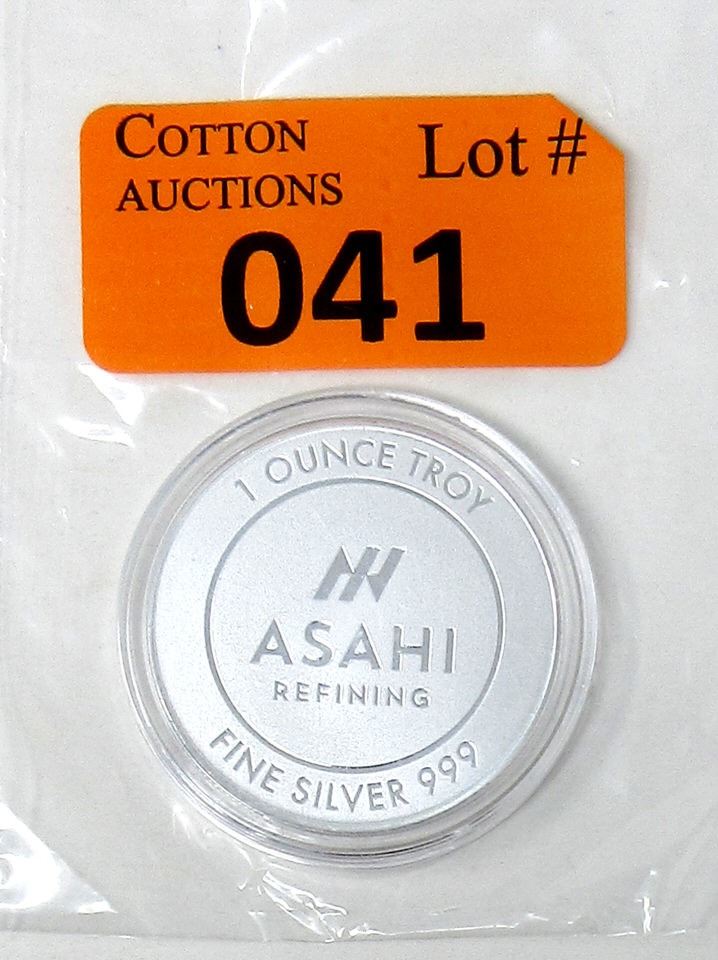 COTTON
AUCTIONS
Lot #
041
1 OUNCE TROY
ASAHI
REFINING
FINE SILVER 999